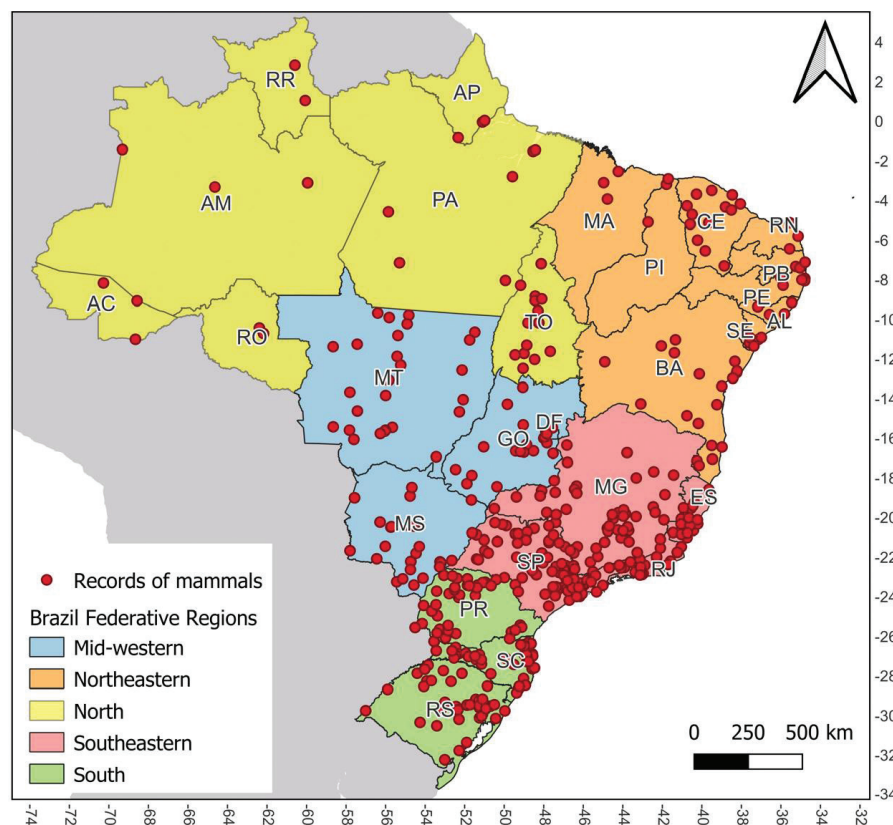 4
2
0
-2
-4
-6
-8
-10
-12
-14
-16
-18
-20
-22
-24
-26
-28
-30
-32
-34
RR
AP
AM
PA
MA
CE
RN
PI
PB
PE
AL
SE
AC
RO
TO
BA
MT
DF
GO
MG
ES
MS
SP
RJ
PR
SC
RS
Records of mammals
Brazil Federative Regions
Mid-western
Northeastern
North
Southeastern
South
0 250 500 km
-74 -72 -70 -68 -66 -64 -62 -60 -58 -56 -54 -52 -50 -48 -46 -44 -42 -40 -38 -36 -34 -32